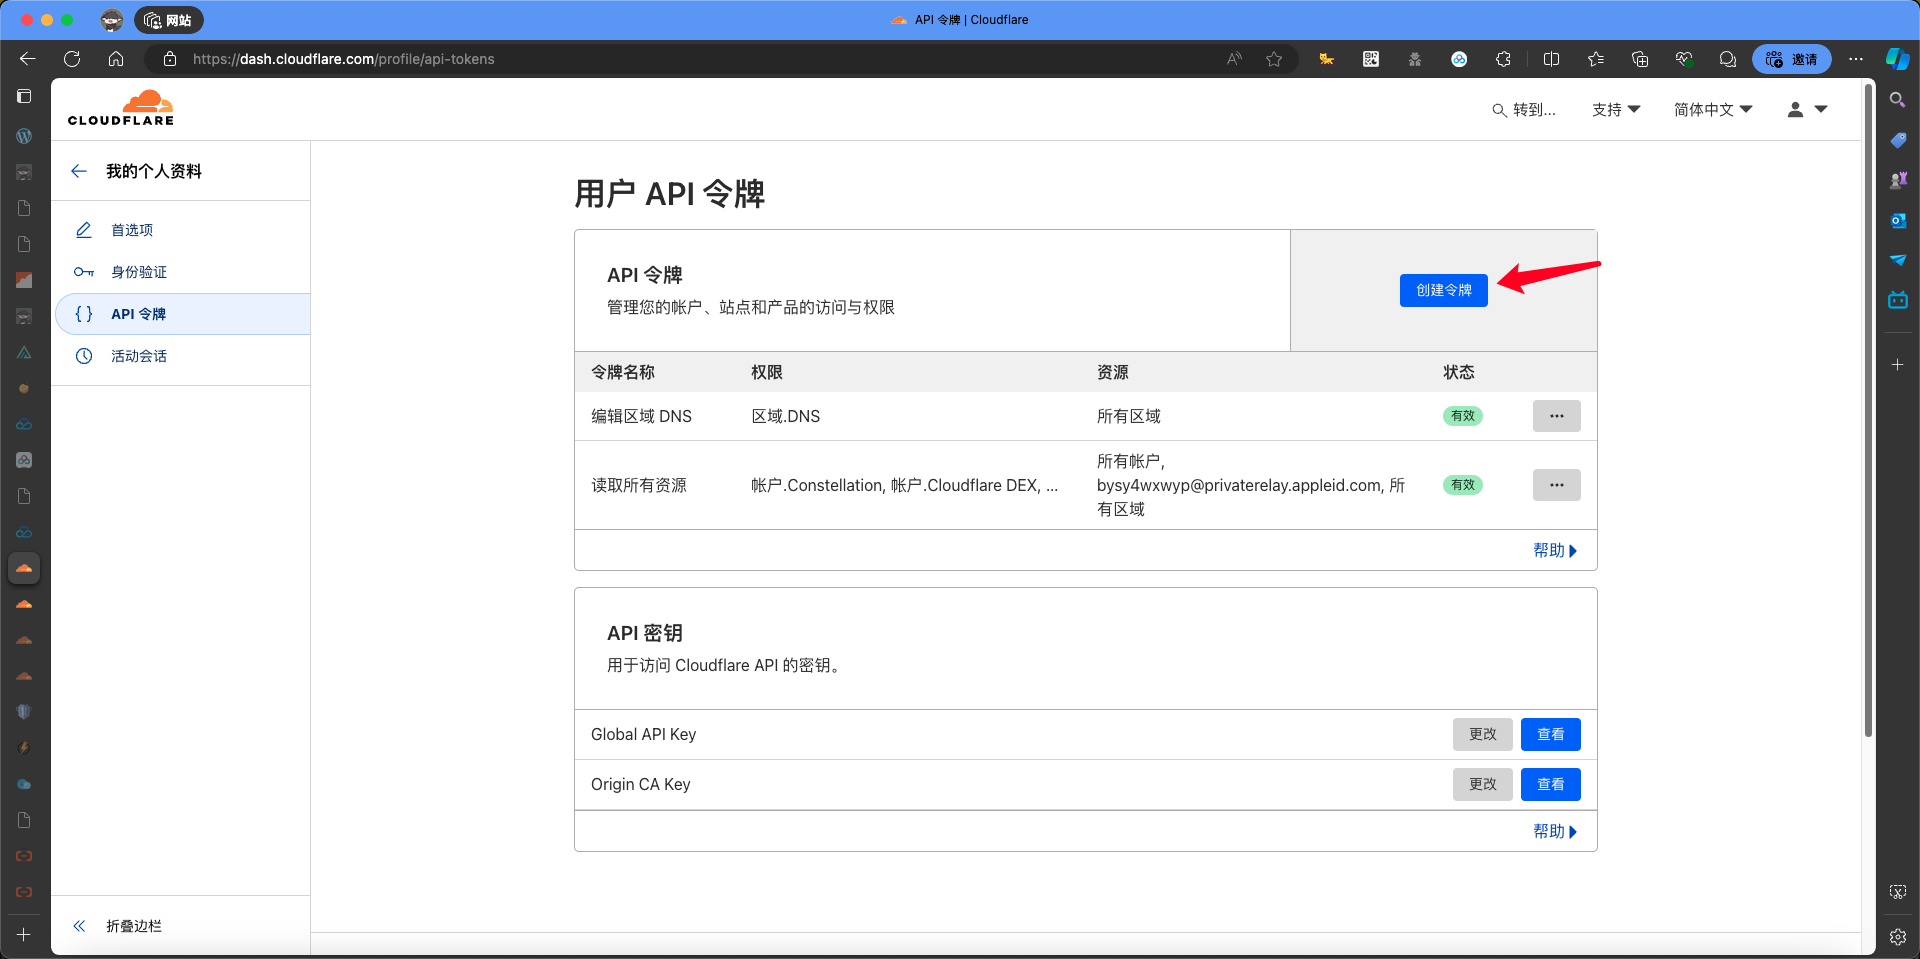 网站
API 令牌 | Cloudflare
https://dash.cloudflare.com/profile/api-tokens
邀请
CLOUDFLARE
转到...
支持
简体中文
我的个人资料
首选项
身份验证
API 令牌
活动会话
折叠边栏
用户 API 令牌
API 令牌
管理您的帐户、站点和产品的访问与权限
创建令牌
令牌名称 权限 资源 状态
编辑区域 DNS 区域.DNS 所有区域 有效
读取所有资源 帐户.Constellation, 帐户.Cloudflare DEX, ... 所有帐户, 有效
bysy4wxwyp@privaterelay.appleid.com, 所
有区域
帮助
API 密钥
用于访问 Cloudflare API 的密钥。
Global API Key 更改 查看
Origin CA Key 更改 查看
帮助